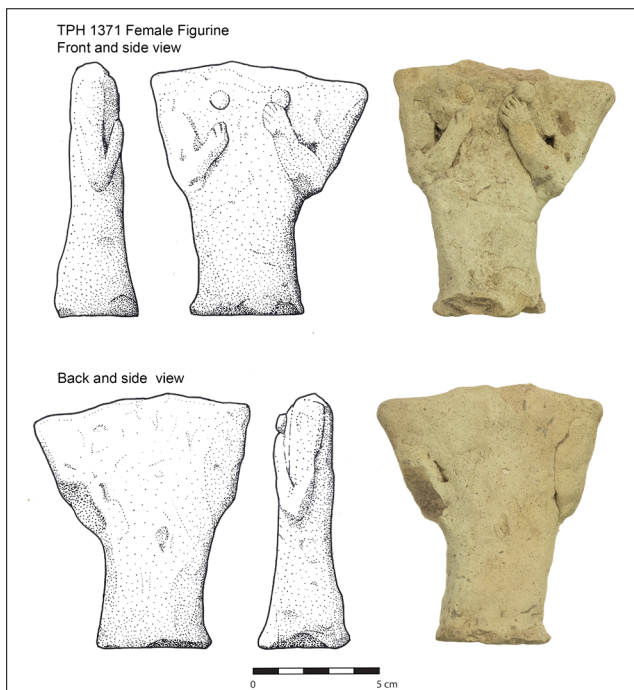 TPH 1371 Female Figurine
Front and side view
Back and side view
0 5 cm